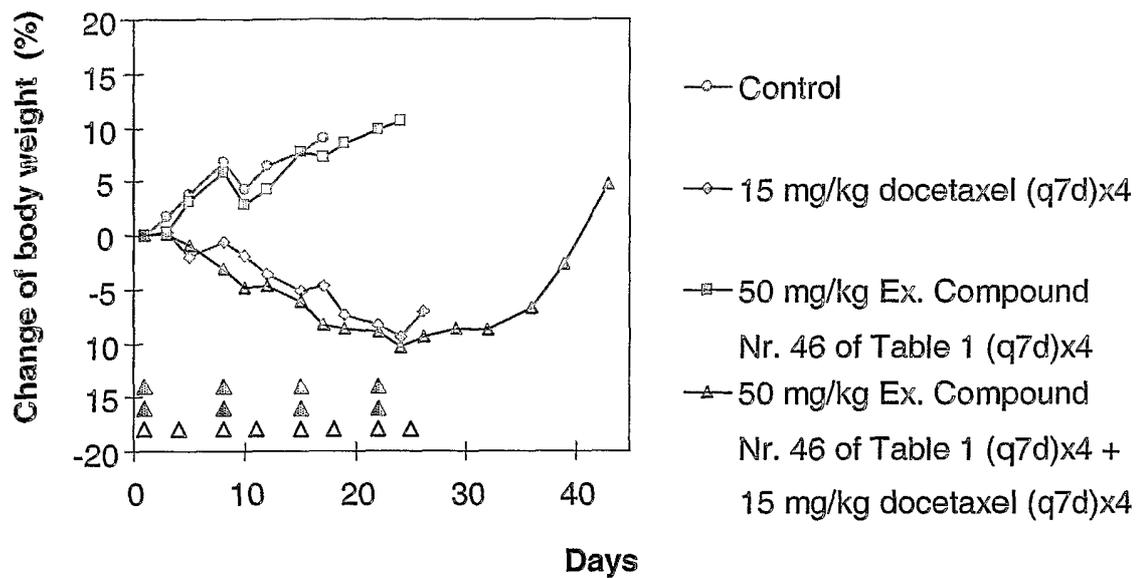 Change of body weight (%)
20
15
10
5
0
-5
10
15
-20
0
10
20
30
40
Days
Control
15 mg/kg docetaxel (q7d)x4
50 mg/kg Ex. Compound
Nr. 46 of Table 1 (q7d)x4
50 mg/kg Ex. Compound
Nr. 46 of Table 1 (q7d)x4 +
15 mg/kg docetaxel (q7d)x4